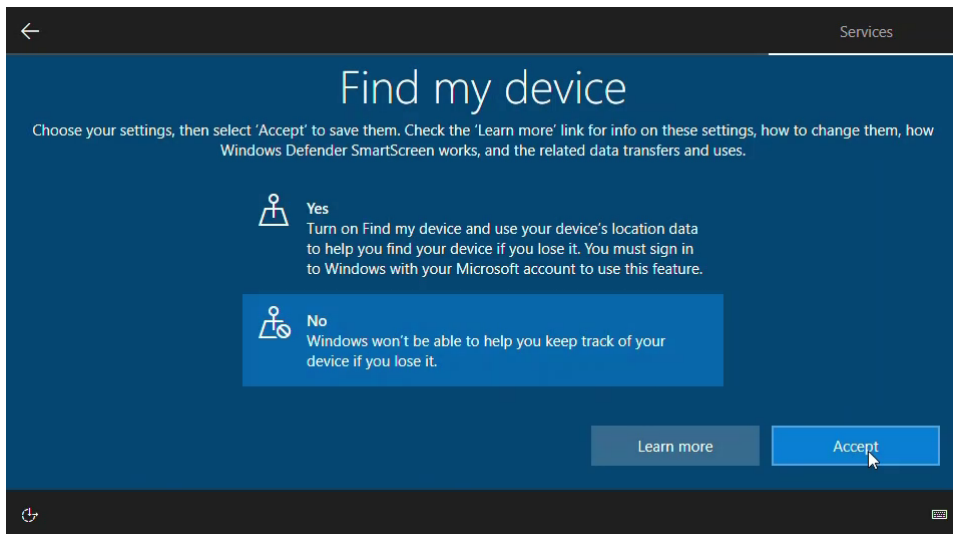 Services
Find my device
Choose your settings, then select 'Accept' to save them. Check the 'Learn more' link for info on these settings, how to change them, how
Windows Defender SmartScreen works, and the related data transfers and uses.
Yes
Turn on Find my device and use your device's location data
to help you find your device if you lose it. You must sign in
to Windows with your Microsoft account to use this feature.
No
Windows won't be able to help you keep track of your
device if you lose it.
Learn more
Accept